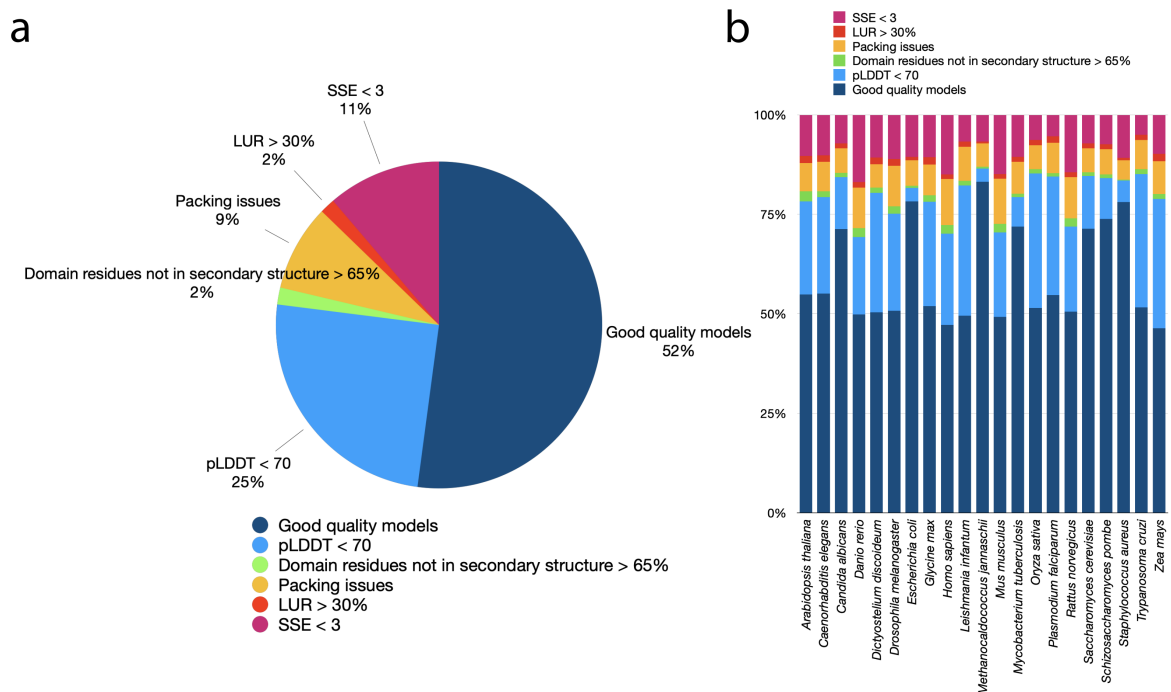 a
SSE < 3
11%
LUR > 30%
2%
Packing issues
9%
Domain residues not in secondary structure > 65%
2%
Good quality models
52%
pLDDT < 70
25%
Good quality models
pLDDT < 70
Domain residues not in secondary structure > 65%
Packing issues
LUR > 30%
SSE < 3
b
SSE < 3
LUR > 30%
Packing issues
Domain residues not in secondary structure > 65%
pLDDT < 70
Good quality models
100%
75%
50%
25%
0%
Arabidopsis thaliana
Caenorhabditis elegans
Candida albicans
Danio rerio
Dictyostelium discoideum
Drosophila melanogaster
Escherichia coli
Glycine max
Homo sapiens
Leishmania infantum
Methanocaldococcus jannaschii
Mus musculus
Mycobacterium tuberculosis
Oryza sativa
Plasmodium falciparum
Rattus norvegicus
Saccharomyces cerevisiae
Schizosaccharomyces pombe
Staphylococcus aureus
Trypanosoma cruzi
Zea mays